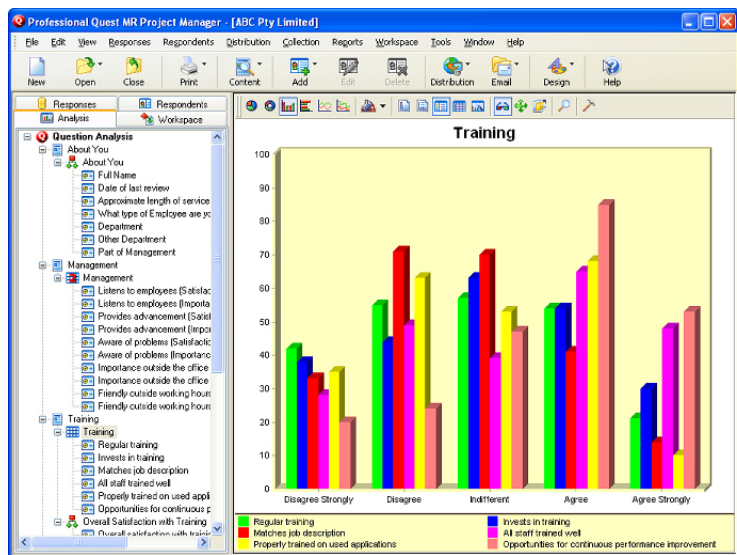 Professional Quest MR Project Manager - [ABC Pty Limited]
File Edit View Responses Respondents Distribution Collection Reports Workspace Tools Window Help
New Open Close Print Content Add Edit Delete Distribution Email Design Help
Responses Respondents
Analysis Workspace
Question Analysis
About You
About You
Full Name
Date of last review
Approximate length of service
What type of Employee are yo
Department
Other Department
Part of Management
Management
Management
Listens to employees (Satisfac
Listens to employees (Importa
Provides advancement (Satisf
Provides advancement (Impor
Aware of problems (Satisfactio
Aware of problems (Importance
Importance outside the office
Importance outside the office
Friendly outside working hours
Friendly outside working hours
Training
Training
Regular training
Invests in training
Matches job description
All staff trained well
Properly trained on used appli
Opportunities for continuous p
Overall Satisfaction with Training
Overall satisfaction with trainin
Training
100
90
80
70
60
50
40
30
20
10
0
Disagree Strongly Disagree Indifferent Agree Agree Strongly
Regular training Invests in training
Matches job description All staff trained well
Properly trained on used applications Opportunities for continuous performance improvement